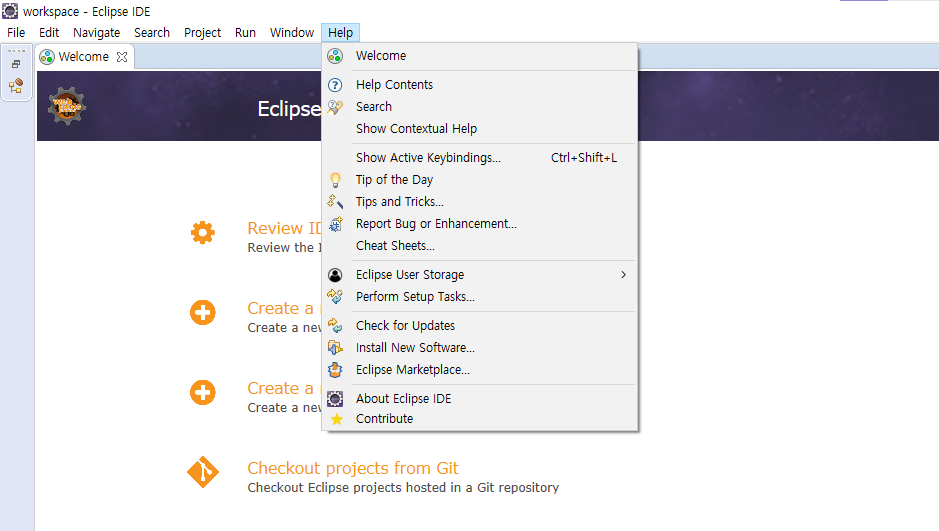 workspace - Eclipse IDE
File Edit Navigate Search Project Run Window Help
Welcome
Eclipse
Welcome
Help Contents
Search
Show Contextual Help
Show Active Keybindings... Ctrl+Shift+L
Tip of the Day
Tips and Tricks...
Report Bug or Enhancement...
Cheat Sheets...
Eclipse User Storage
Perform Setup Tasks...
Check for Updates
Install New Software...
Eclipse Marketplace...
About Eclipse IDE
Contribute
Review
Review the
Create a
Create a new
Create a
Create a new
Checkout projects from Git
Checkout Eclipse projects hosted in a Git repository